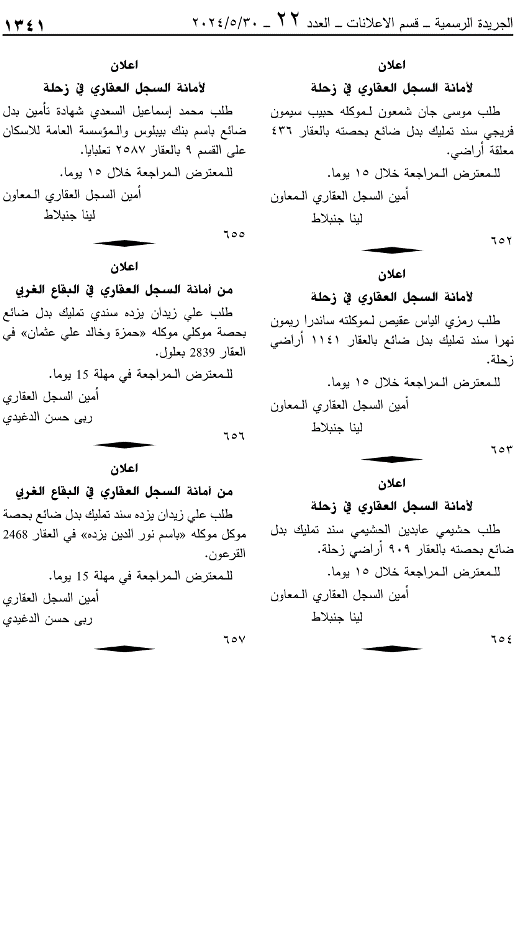 الجريدة الرسمية ــ قسم الاعلانات ــ العدد ٢٢ ــ ٢٠٢٤/٥/٣٠
١٣٤١
اعلان
لأمانة السجل العقاري في زحلة
طلب موسى جان شمعون لموكله حبيب سيمون
فريجي سند تمليك بدل ضائع بحصته بالعقار ٤٣٦
معلقة أراضي.
للمعترض المراجعة خلال ١٥ يوما.
أمين السجل العقاري المعاون
لينا جنبلاط
٦٥٢
اعلان
لأمانة السجل العقاري في زحلة
طلب رمزي الياس عقيص لموكلته ساندرا ريمون
نهرا سند تمليك بدل ضائع بالعقار ١١٤١ أراضي
زحلة.
للمعترض المراجعة خلال ١٥ يوما.
أمين السجل العقاري المعاون
لينا جنبلاط
٦٥٣
اعلان
لأمانة السجل العقاري في زحلة
طلب حشيمي عابدين الحشيمي سند تمليك بدل
ضائع بحصته بالعقار ٩٠٩ أراضي زحلة.
للمعترض المراجعة خلال ١٥ يوما.
أمين السجل العقاري المعاون
لينا جنبلاط
٦٥٤
اعلان
لأمانة السجل العقاري في زحلة
طلب محمد إسماعيل السعدي شهادة تأمين بدل
ضائع باسم بنك بيبلوس والمؤسسة العامة للاسكان
على القسم ٩ بالعقار ٢٥٨٧ تعلبايا.
للمعترض المراجعة خلال ١٥ يوما.
أمين السجل العقاري المعاون
لينا جنبلاط
٦٥٥
اعلان
من أمانة السجل العقاري في البقاع الغربي
طلب علي زيدان يزده سندي تمليك بدل ضائع
بحصة موكلي موكله «حمزة وخالد علي عثمان» في
العقار 2839 بعلول.
للمعترض المراجعة في مهلة 15 يوما.
أمين السجل العقاري
ربى حسن الدغيدي
٦٥٦
اعلان
من أمانة السجل العقاري في البقاع الغربي
طلب علي زيدان يزده سند تمليك بدل ضائع بحصة
موكل موكله «باسم نور الدين يزده» في العقار 2468
القرعون.
للمعترض المراجعة في مهلة 15 يوما.
أمين السجل العقاري
ربى حسن الدغيدي
٦٥٧